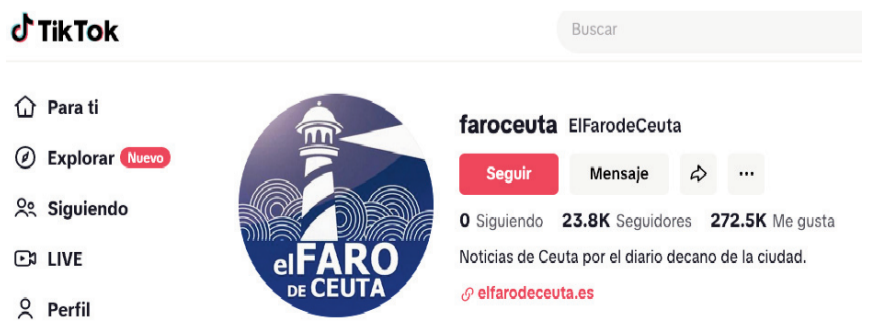 TikTok
Buscar
Para ti
Explorar Nuevo
Siguiendo
LIVE
Perfil
elFARO
DE CEUTA
faroceuta ElFarodeCeuta
Seguir Mensaje
0 Siguiendo 23.8K Seguidores 272.5K Me gusta
Noticias de Ceuta por el diario decano de la ciudad.
elfarodeceuta.es